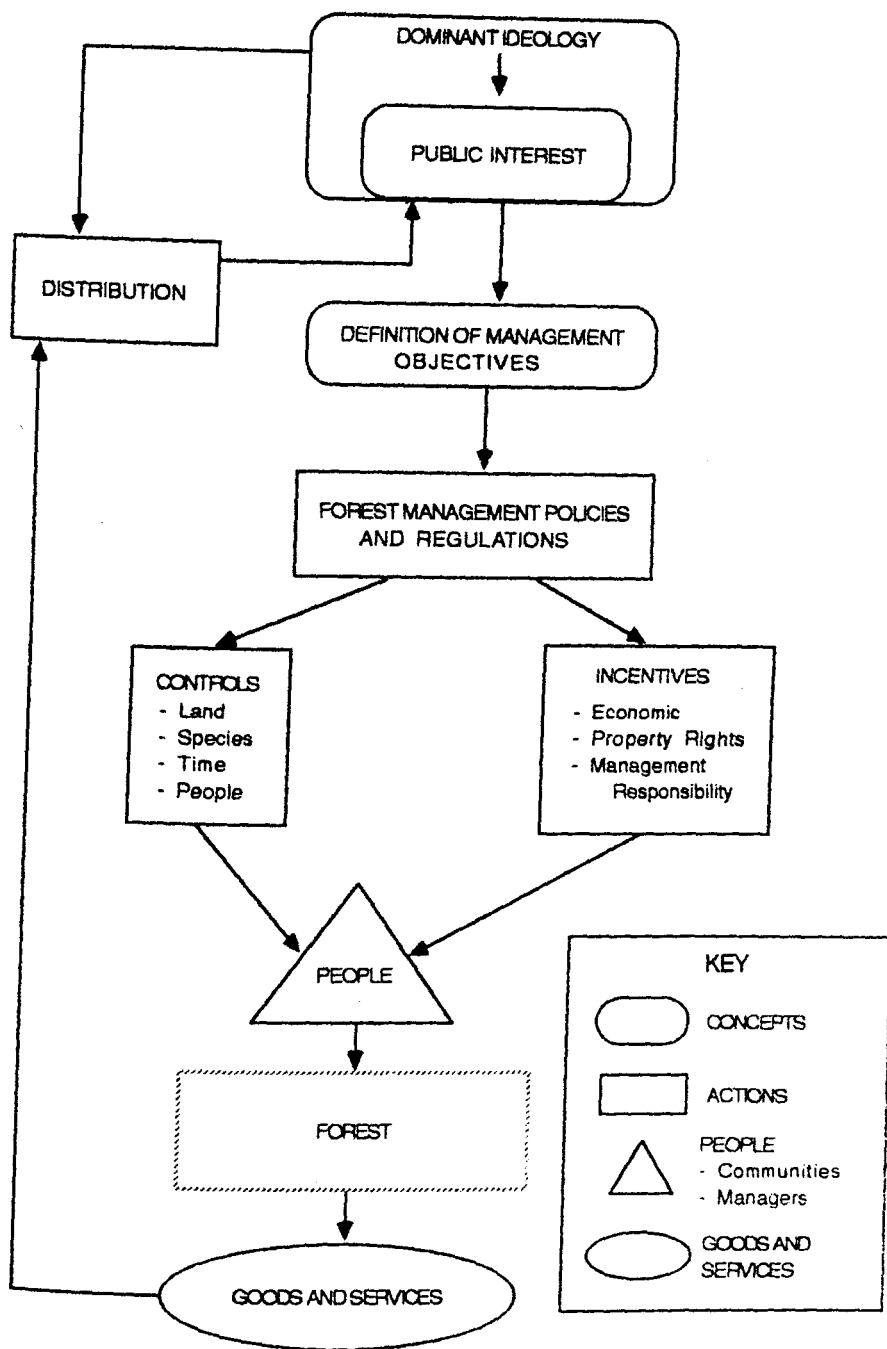 DOMINANT IDEOLOGY
PUBLIC INTEREST
DISTRIBUTION
DEFINITION OF MANAGEMENT
OBJECTIVES
FOREST MANAGEMENT POLICIES
AND REGULATIONS
CONTROLS
- Land
- Species
- Time
- People
INCENTIVES
- Economic
- Property Rights
- Management
Responsibility
PEOPLE
FOREST
GOODS AND SERVICES
KEY
CONCEPTS
ACTIONS
PEOPLE
- Communities
- Managers
GOODS AND
SERVICES